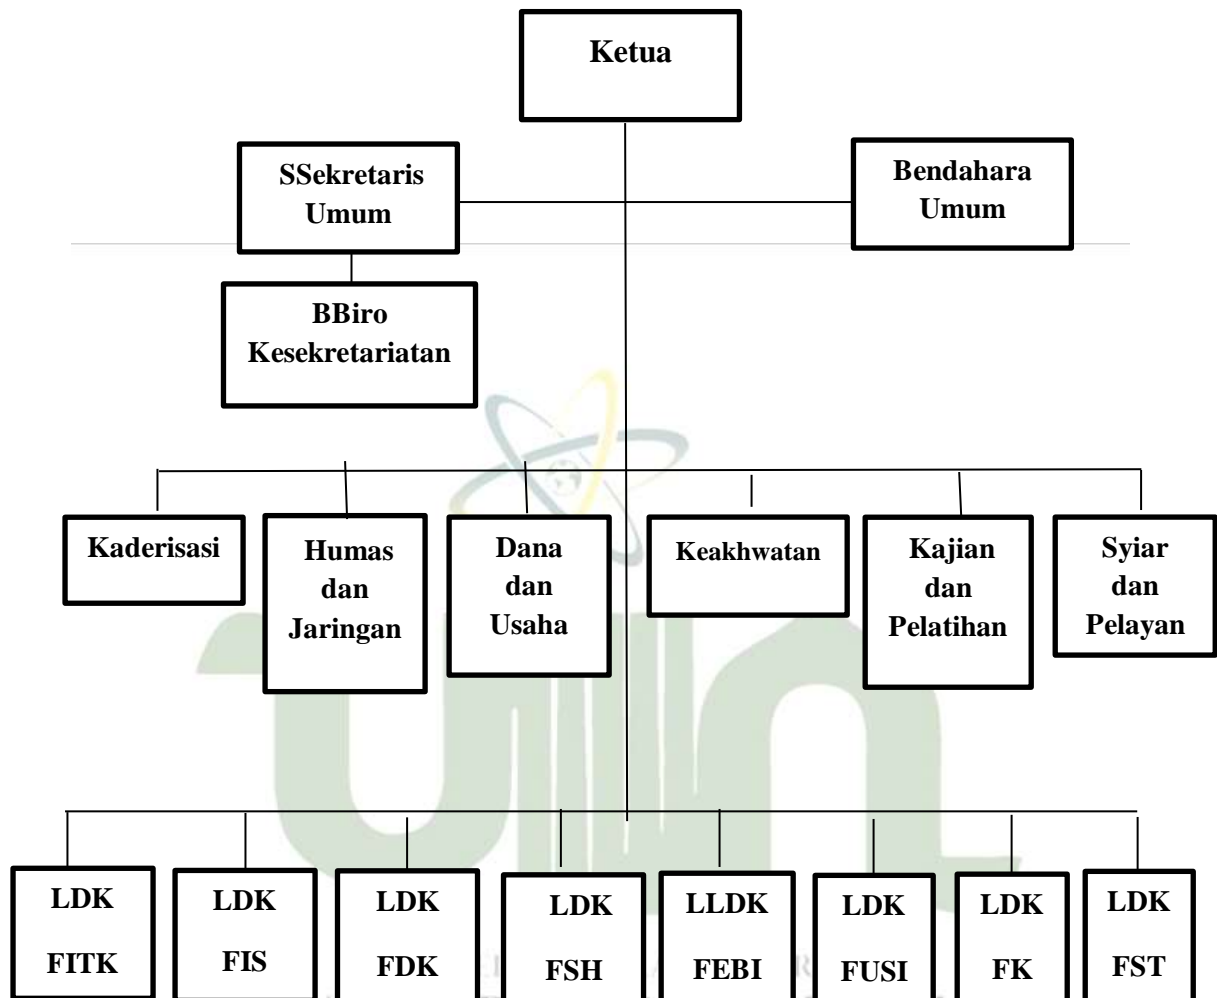 Ketua
SSekretaris
Umum
Bendahara
Umum
BBiro
Kesekretariatan
Kaderisasi
Humas
dan
Jaringan
Dana
dan
Usaha
Keakhwatan
Kajian
dan
Pelatihan
Syiar
dan
Pelayan
LDK
FITK
LDK
FIS
LDK
FDK
LDK
FSH
LLDK
FEBI
LDK
FUSI
LDK
FK
LDK
FST